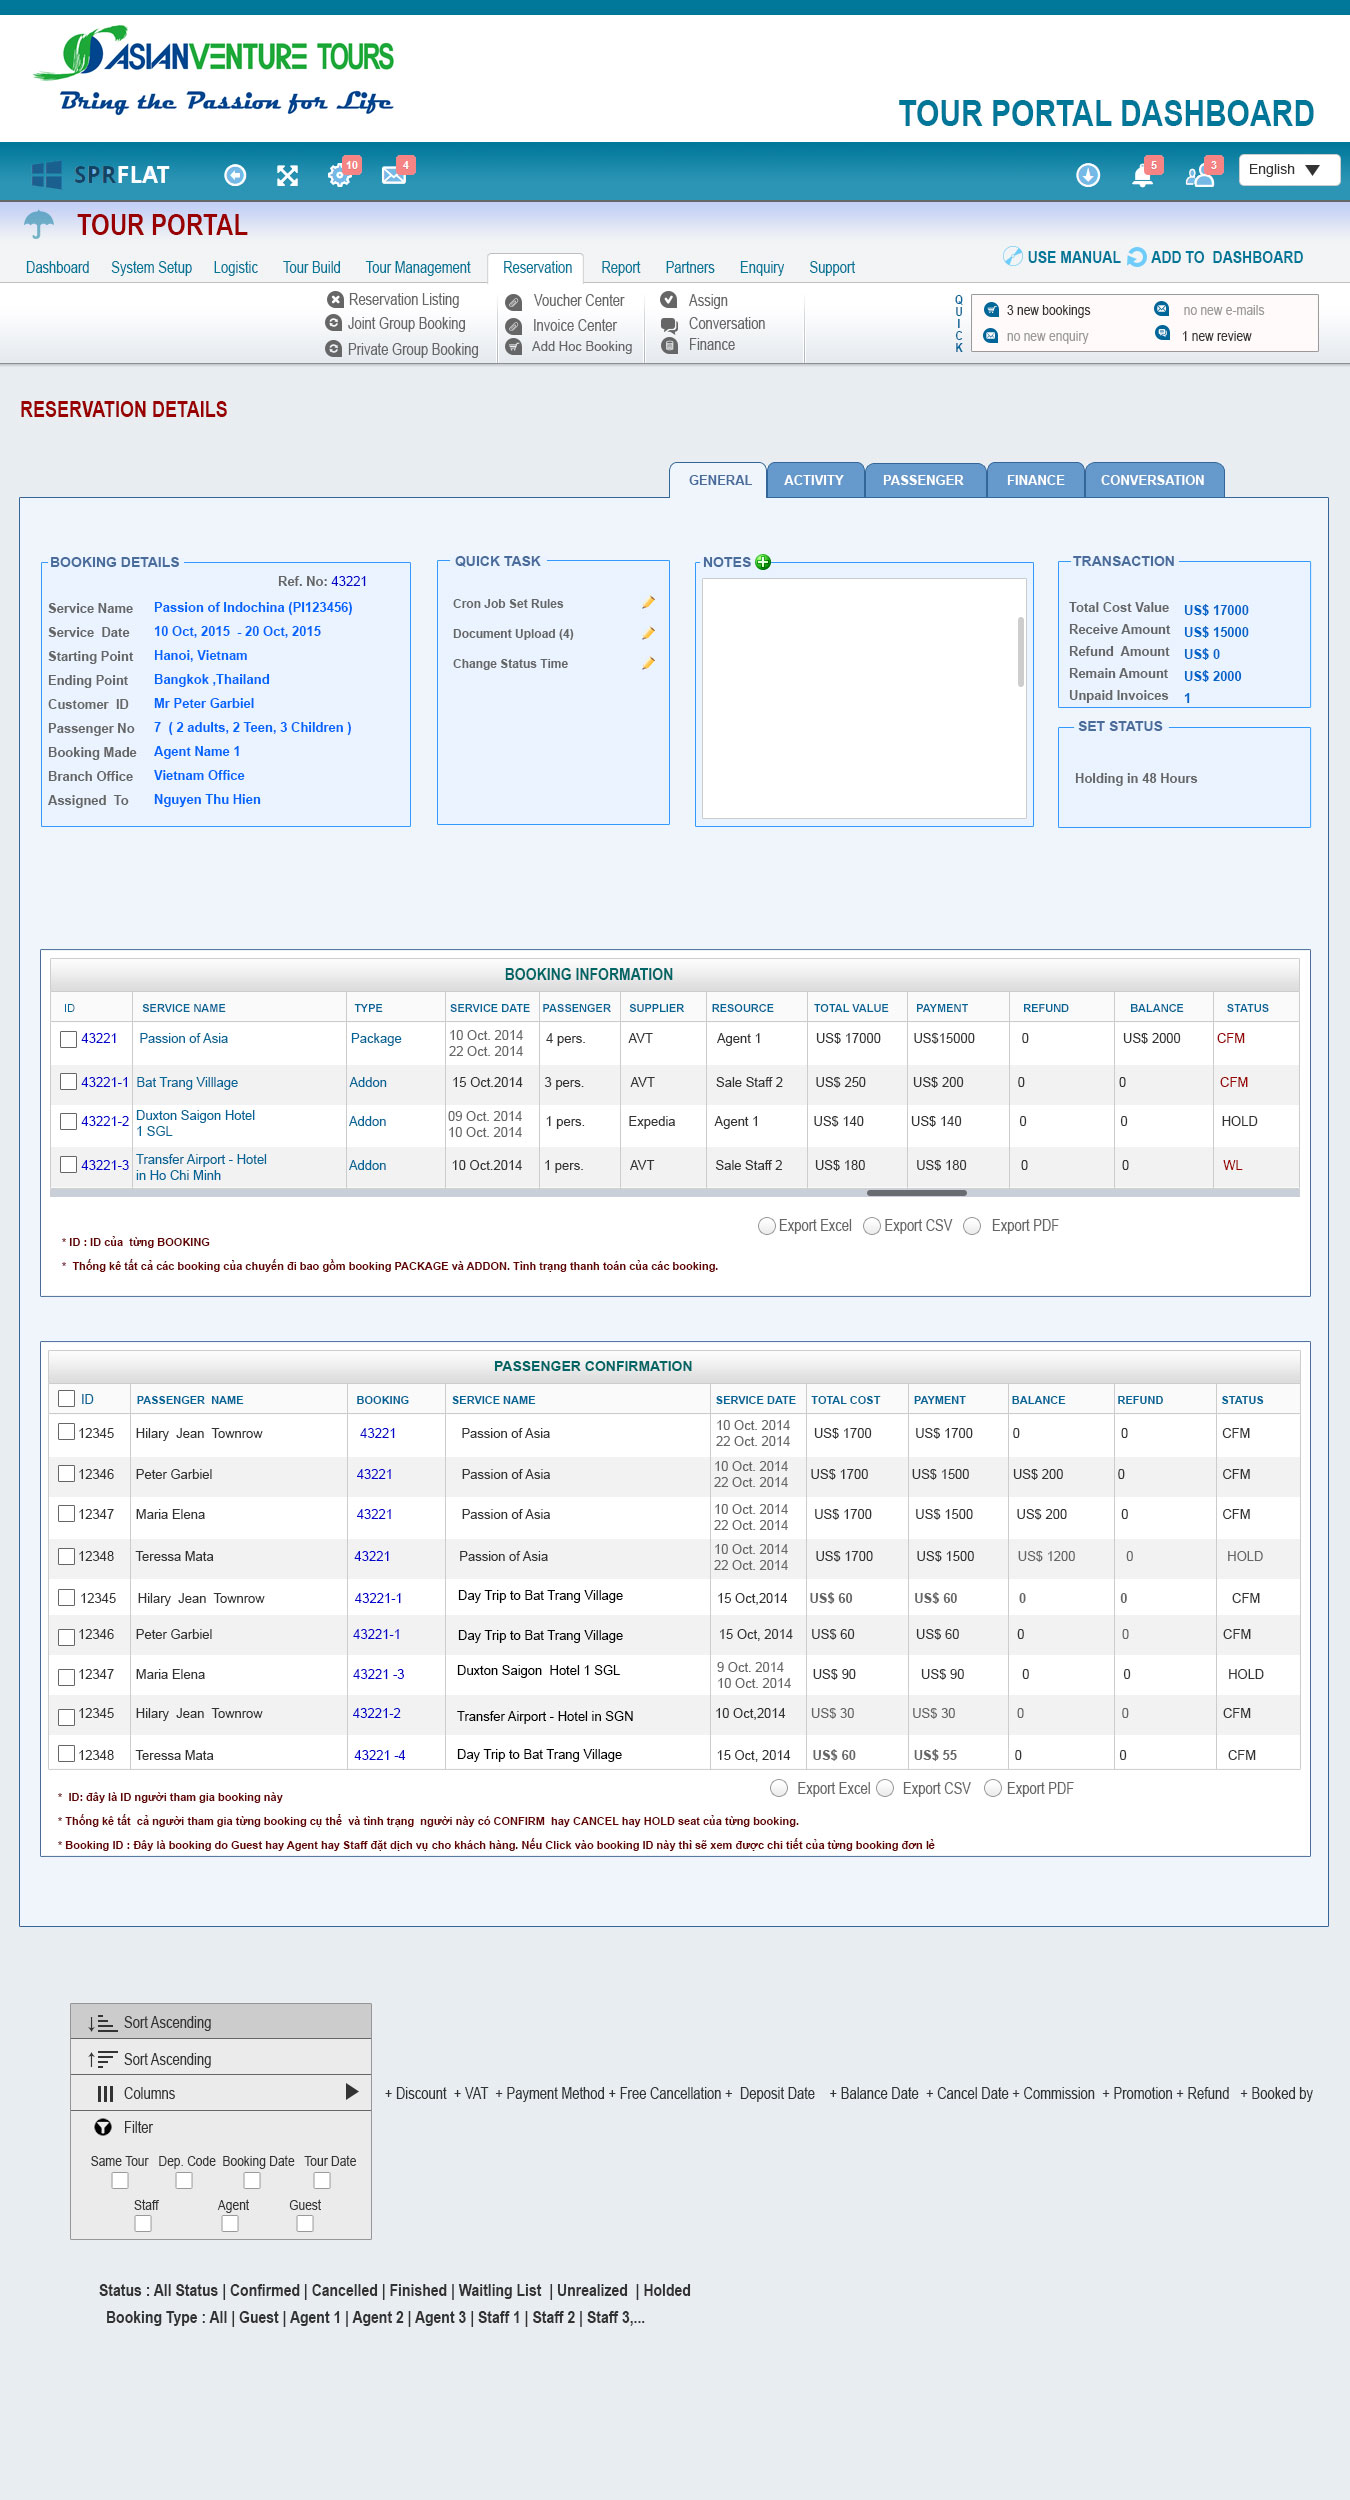 ASIANVENTURE TOURS
Bring the Passion for Life
TOUR PORTAL DASHBOARD
SPRFLAT 10 4 5 3 English
TOUR PORTAL
USE MANUAL ADD TO DASHBOARD
Dashboard System Setup Logistic Tour Build Tour Management Reservation Report Partners Enquiry Support
Reservation Listing Voucher Center Assign
Joint Group Booking Invoice Center Conversation
Private Group Booking Add Hoc Booking Finance
QUICK
3 new bookings no new e-mails
no new enquiry 1 new review
RESERVATION DETAILS
GENERAL ACTIVITY PASSENGER FINANCE CONVERSATION
BOOKING DETAILS
Ref. No: 43221
Service Name Passion of Indochina (PI123456)
Service Date 10 Oct, 2015 - 20 Oct, 2015
Starting Point Hanoi, Vietnam
Ending Point Bangkok ,Thailand
Customer ID Mr Peter Garbiel
Passenger No 7 ( 2 adults, 2 Teen, 3 Children )
Booking Made Agent Name 1
Branch Office Vietnam Office
Assigned To Nguyen Thu Hien
QUICK TASK
Cron Job Set Rules
Document Upload (4)
Change Status Time
NOTES
TRANSACTION
Total Cost Value US$ 17000
Receive Amount US$ 15000
Refund Amount US$ 0
Remain Amount US$ 2000
Unpaid Invoices 1
SET STATUS
Holding in 48 Hours
BOOKING INFORMATION
ID SERVICE NAME TYPE SERVICE DATE PASSENGER SUPPLIER RESOURCE TOTAL VALUE PAYMENT REFUND BALANCE STATUS
43221 Passion of Asia Package 10 Oct. 2014 4 pers. AVT Agent 1 US$ 17000 US$15000 0 US$ 2000 CFM
22 Oct. 2014
43221-1 Bat Trang Villlage Addon 15 Oct.2014 3 pers. AVT Sale Staff 2 US$ 250 US$ 200 0 0 CFM
43221-2 Duxton Saigon Hotel Addon 09 Oct. 2014 1 pers. Expedia Agent 1 US$ 140 US$ 140 0 0 HOLD
1 SGL 10 Oct. 2014
43221-3 Transfer Airport - Hotel Addon 10 Oct.2014 1 pers. AVT Sale Staff 2 US$ 180 US$ 180 0 0 WL
in Ho Chi Minh
Export Excel Export CSV Export PDF
* ID : ID của từng BOOKING
* Thống kê tất cả các booking của chuyến đi bao gồm booking PACKAGE và ADDON. Tình trạng thanh toán của các booking.
PASSENGER CONFIRMATION
ID PASSENGER NAME BOOKING SERVICE NAME SERVICE DATE TOTAL COST PAYMENT BALANCE REFUND STATUS
12345 Hilary Jean Townrow 43221 Passion of Asia 10 Oct. 2014 US$ 1700 US$ 1700 0 0 CFM
22 Oct. 2014
12346 Peter Garbiel 43221 Passion of Asia 10 Oct. 2014 US$ 1700 US$ 1500 US$ 200 0 CFM
22 Oct. 2014
12347 Maria Elena 43221 Passion of Asia 10 Oct. 2014 US$ 1700 US$ 1500 US$ 200 0 CFM
22 Oct. 2014
12348 Teressa Mata 43221 Passion of Asia 10 Oct. 2014 US$ 1700 US$ 1500 US$ 1200 0 HOLD
22 Oct. 2014
12345 Hilary Jean Townrow 43221-1 Day Trip to Bat Trang Village 15 Oct,2014 US$ 60 US$ 60 0 0 CFM
12346 Peter Garbiel 43221-1 Day Trip to Bat Trang Village 15 Oct, 2014 US$ 60 US$ 60 0 0 CFM
12347 Maria Elena 43221 -3 Duxton Saigon Hotel 1 SGL 9 Oct. 2014 US$ 90 US$ 90 0 0 HOLD
10 Oct. 2014
12345 Hilary Jean Townrow 43221-2 Transfer Airport - Hotel in SGN 10 Oct,2014 US$ 30 US$ 30 0 0 CFM
12348 Teressa Mata 43221 -4 Day Trip to Bat Trang Village 15 Oct, 2014 US$ 60 US$ 55 0 0 CFM
Export Excel Export CSV Export PDF
* ID: đây là ID người tham gia booking này
* Thống kê tất cả người tham gia từng booking cụ thể và tình trạng người này có CONFIRM hay CANCEL hay HOLD seat của từng booking.
* Booking ID : Đây là booking do Guest hay Agent hay Staff đặt dịch vụ cho khách hàng. Nếu Click vào booking ID này thì sẽ xem được chi tiết của từng booking đơn lẻ
Sort Ascending
Sort Ascending
Columns + Discount + VAT + Payment Method + Free Cancellation + Deposit Date + Balance Date + Cancel Date + Commission + Promotion + Refund + Booked by
Filter
Same Tour Dep. Code Booking Date Tour Date
Staff Agent Guest
Status : All Status | Confirmed | Cancelled | Finished | Waitling List | Unrealized | Holded
Booking Type : All | Guest | Agent 1 | Agent 2 | Agent 3 | Staff 1 | Staff 2 | Staff 3,...